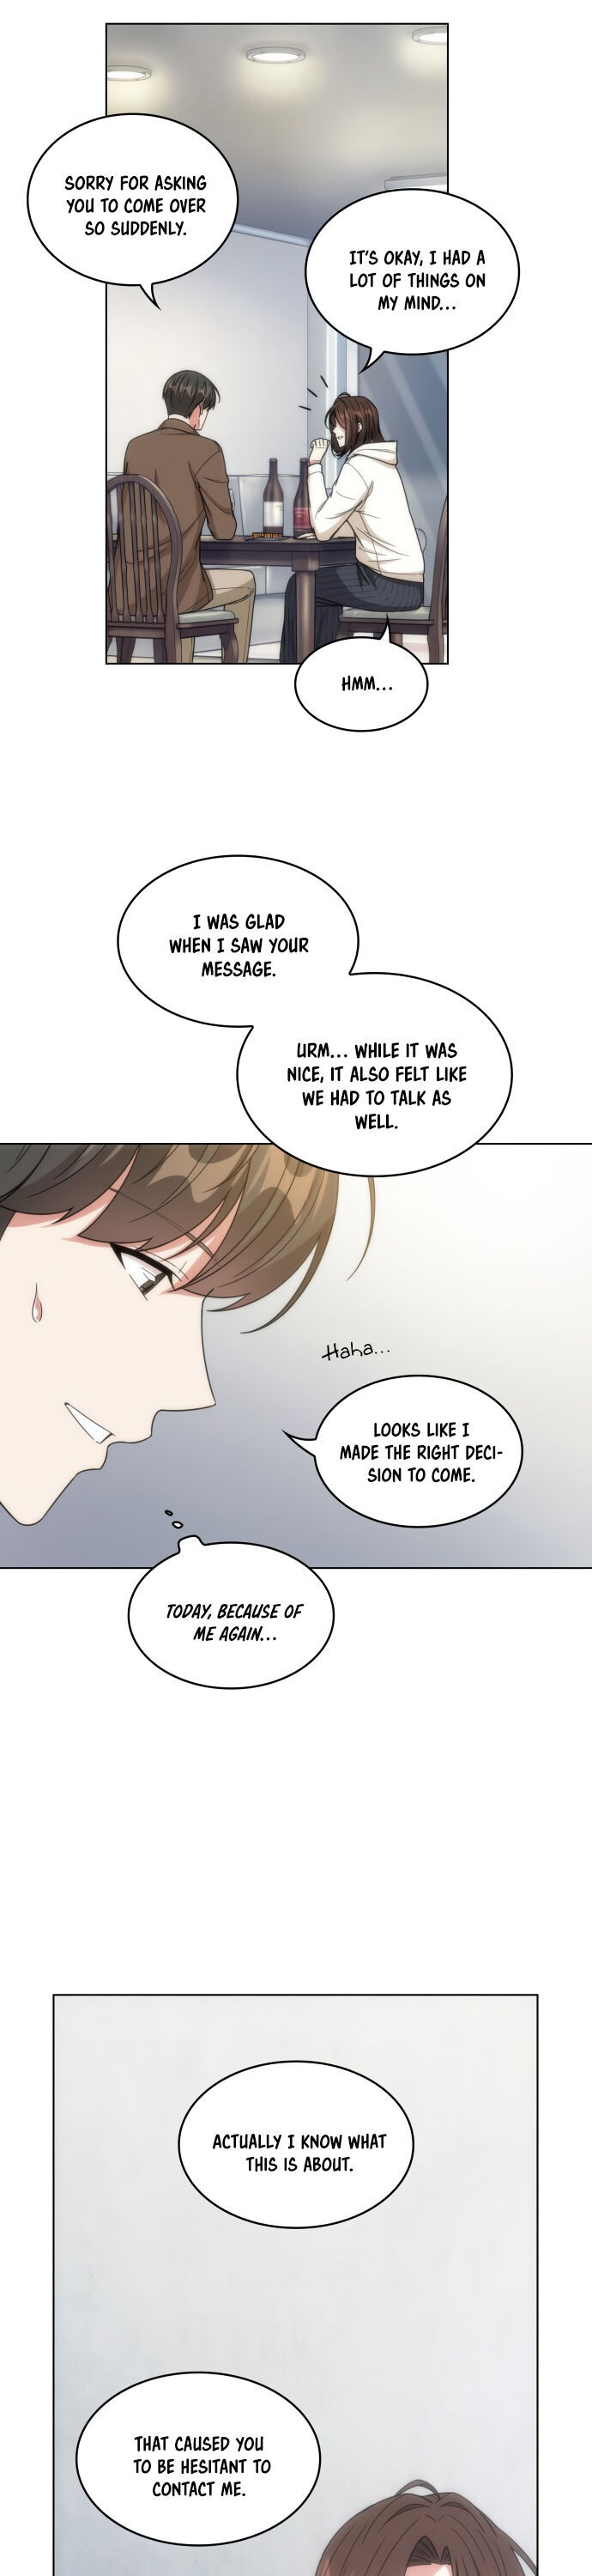 SORRY FOR ASKING
YOU TO COME OVER
SO SUDDENLY.
IT'S OKAY, I HAD A
LOT OF THINGS ON
MY MIND...
HMM...
I WAS GLAD
WHEN I SAW YOUR
MESSAGE.
URM... WHILE IT WAS
NICE, IT ALSO FELT LIKE
WE HAD TO TALK AS
WELL.
Haha...
LOOKS LIKE I
MADE THE RIGHT DECI-
SION TO COME.
TODAY, BECAUSE OF
ME AGAIN...
ACTUALLY I KNOW WHAT
THIS IS ABOUT.
THAT CAUSED YOU
TO BE HESITANT TO
CONTACT ME.